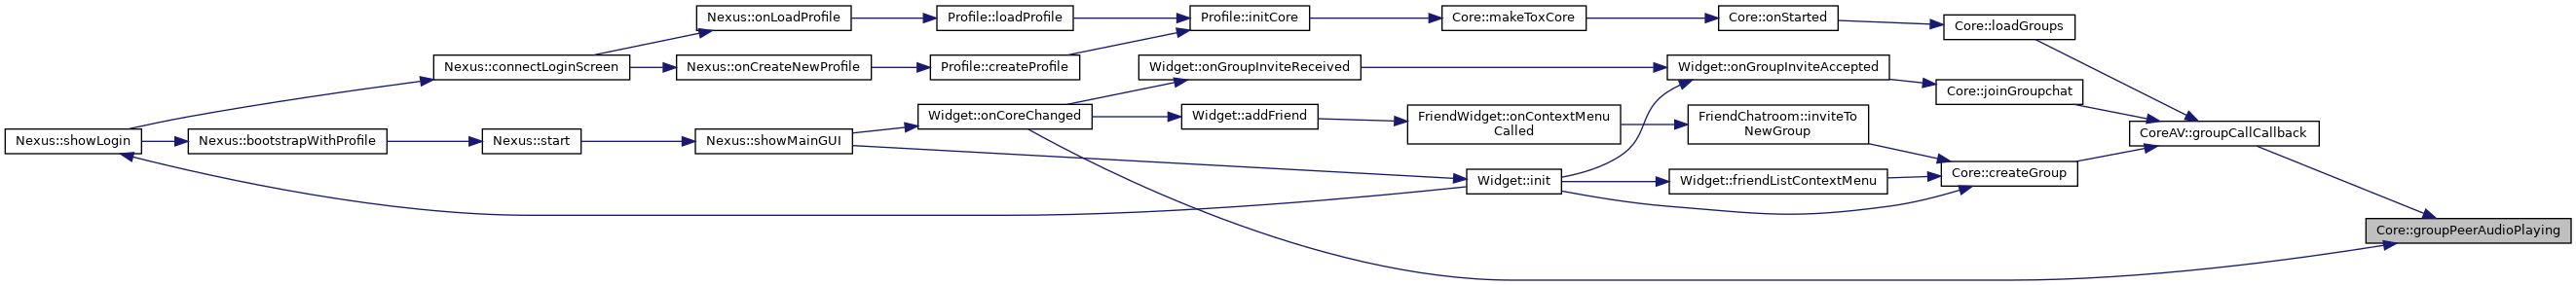 Nexus::onLoadProfile
Profile::loadProfile
Profile::initCore
Core::makeToxCore
Core::onStarted
Core::loadGroups
Nexus::connectLoginScreen
Nexus::onCreateNewProfile
Profile::createProfile
Widget::onGroupInviteReceived
Widget::onGroupInviteAccepted
Core::joinGroupchat
Widget::onCoreChanged
Widget::addFriend
FriendWidget::onContextMenu
Called
FriendChatroom::inviteTo
NewGroup
CoreAV::groupCallCallback
Nexus::showLogin
Nexus::bootstrapWithProfile
Nexus::start
Nexus::showMainGUI
Widget::init
Widget::friendListContextMenu
Core::createGroup
Core::groupPeerAudioPlaying